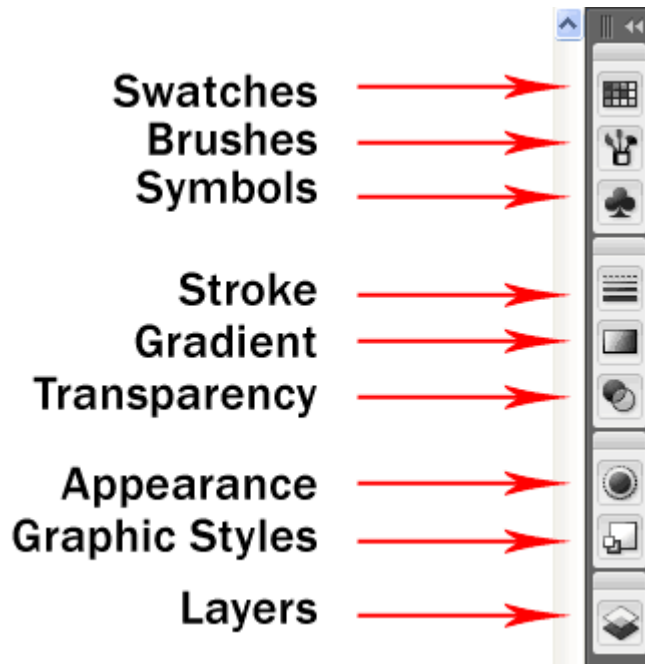 Swatches
Brushes
Symbols
Stroke
Gradient
Transparency
Appearance
Graphic Styles
Layers